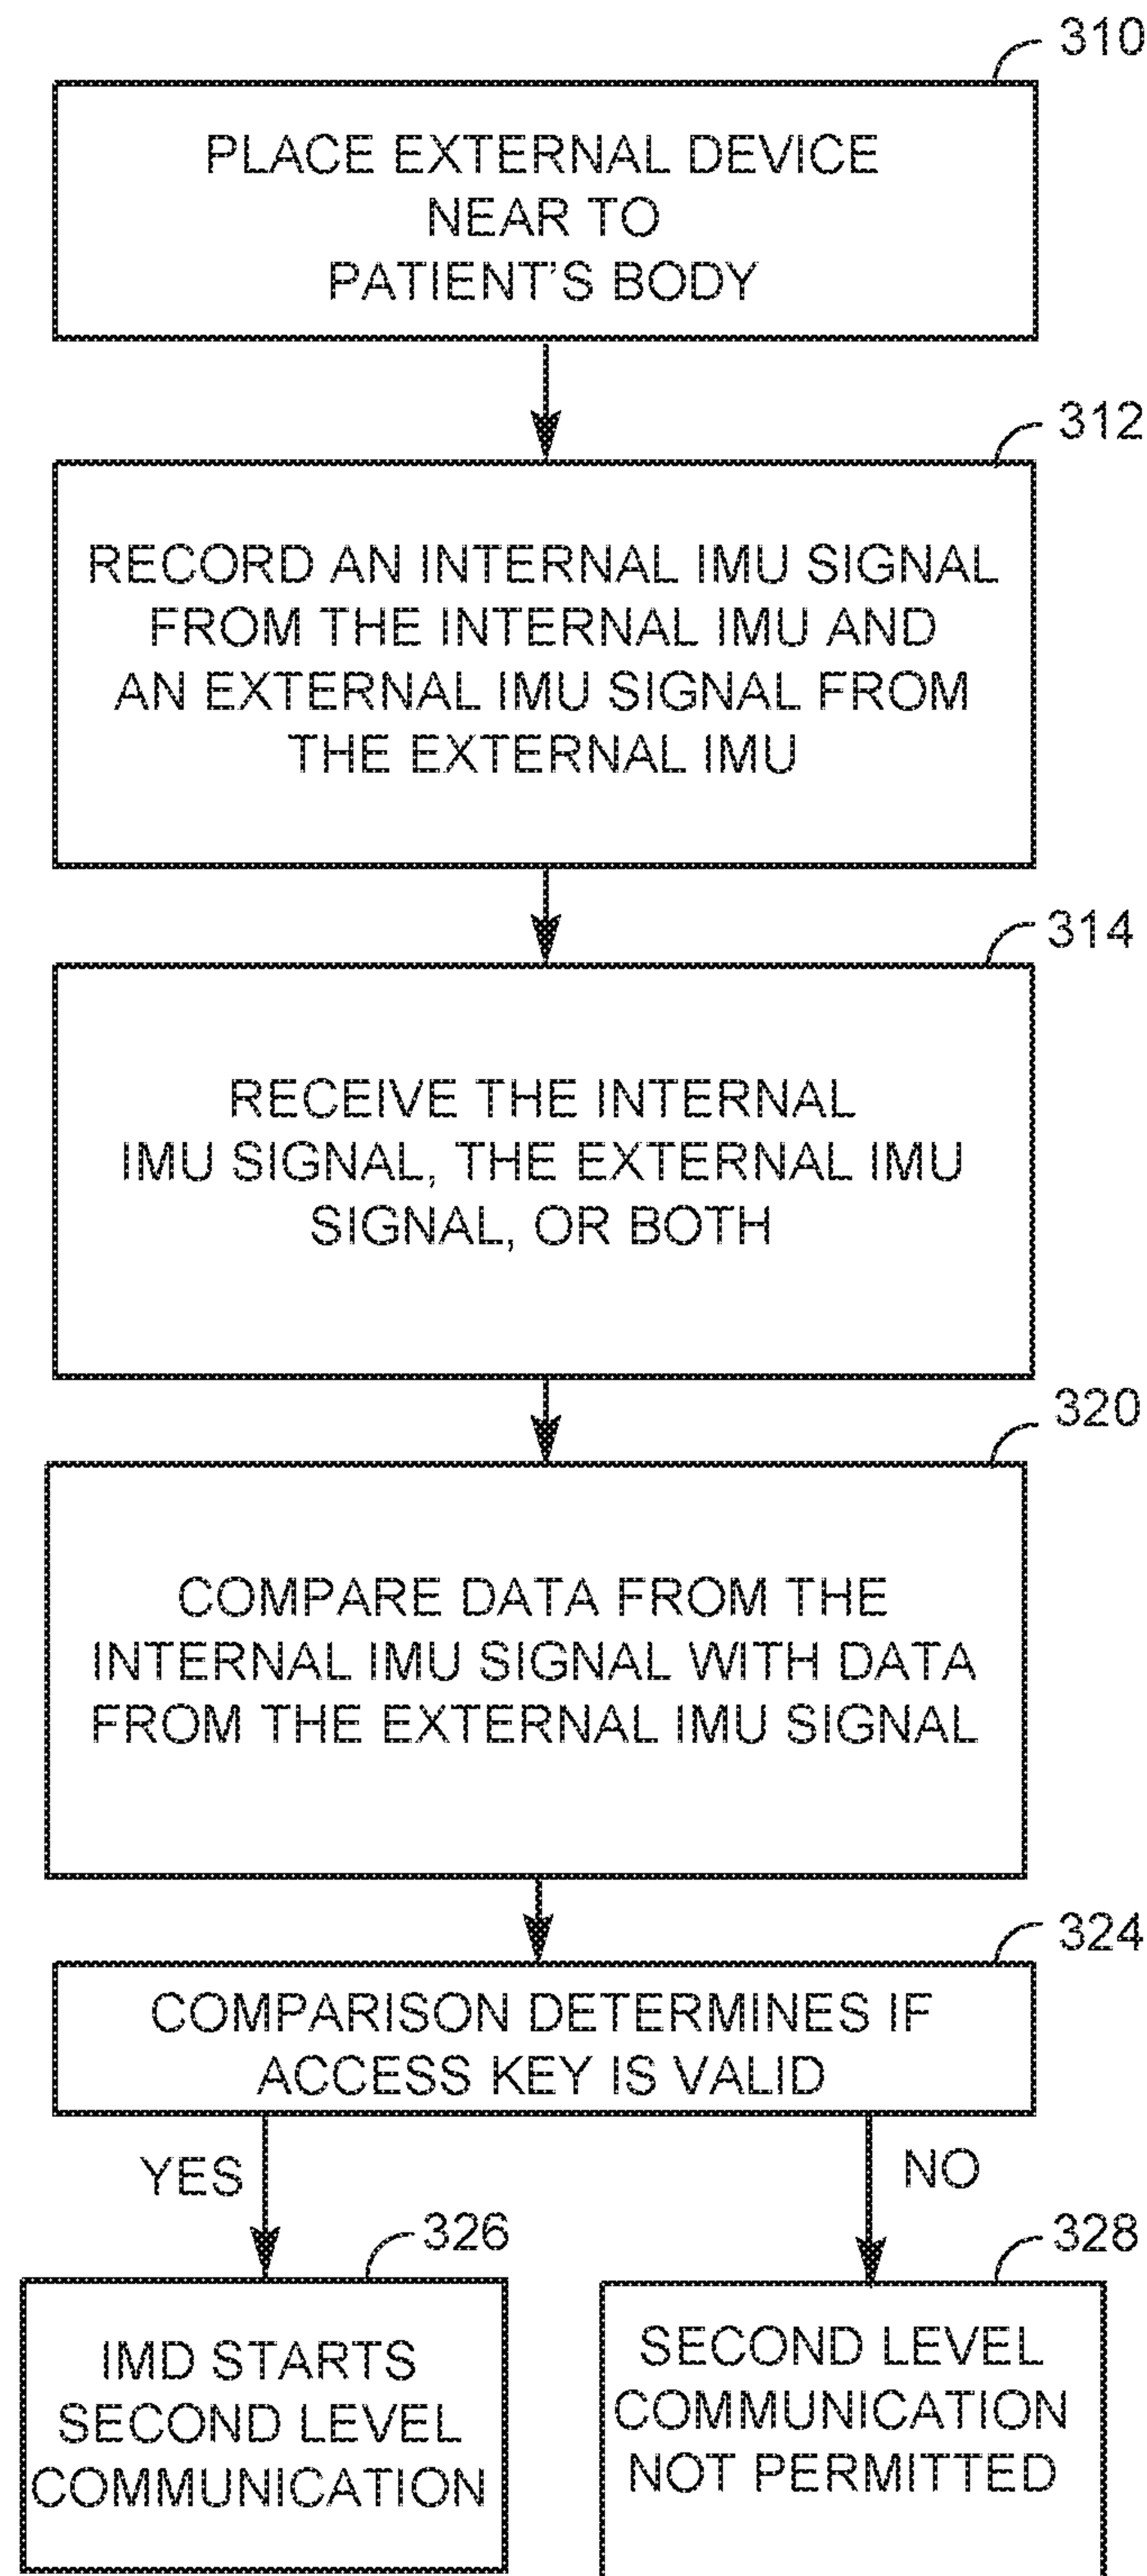 310
PLACE EXTERNAL DEVICE
NEAR TO
PATIENT'S BODY
312
RECORD AN INTERNAL IMU SIGNAL
FROM THE INTERNAL IMU AND
AN EXTERNAL IMU SIGNAL FROM
THE EXTERNAL IMU
314
RECEIVE THE INTERNAL
IMU SIGNAL, THE EXTERNAL IMU
SIGNAL, OR BOTH
320
COMPARE DATA FROM THE
INTERNAL IMU SIGNAL WITH DATA
FROM THE EXTERNAL IMU SIGNAL
324
COMPARISON DETERMINES IF
ACCESS KEY IS VALID
YES
NO
326
IMD STARTS
SECOND LEVEL
COMMUNICATION
328
SECOND LEVEL
COMMUNICATION
NOT PERMITTED